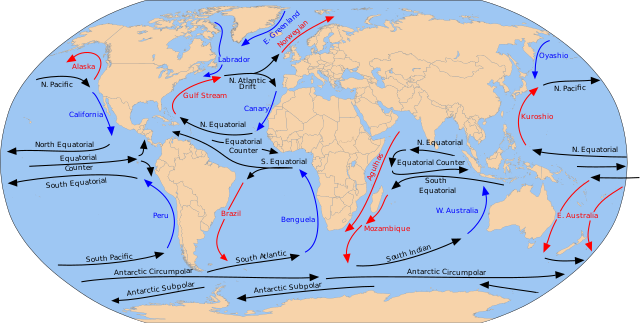 E. Greenland
Norwegian
Labrador
Oyashio
Alaska
N. Pacific
N. Atlantic
Drift
N. Pacific
Gulf Stream
Canary
California
Kuroshio
N. Equatorial
North Equatorial
Equatorial
Counter
N. Equatorial
N. Equatorial
Equatorial
Counter
S. Equatorial
Equatorial Counter
Agulhas
South Equatorial
South
Equatorial
Peru
Brazil
Benguela
Mozambique
W. Australia
E. Australia
South Pacific
South Atlantic
South Indian
Antarctic Circumpolar
Antarctic Circumpolar
Antarctic Subpolar
Antarctic Subpolar